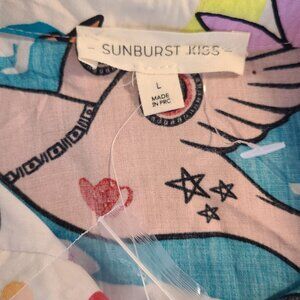 - SUNBURST KISS -
L
MADE
IN PRC